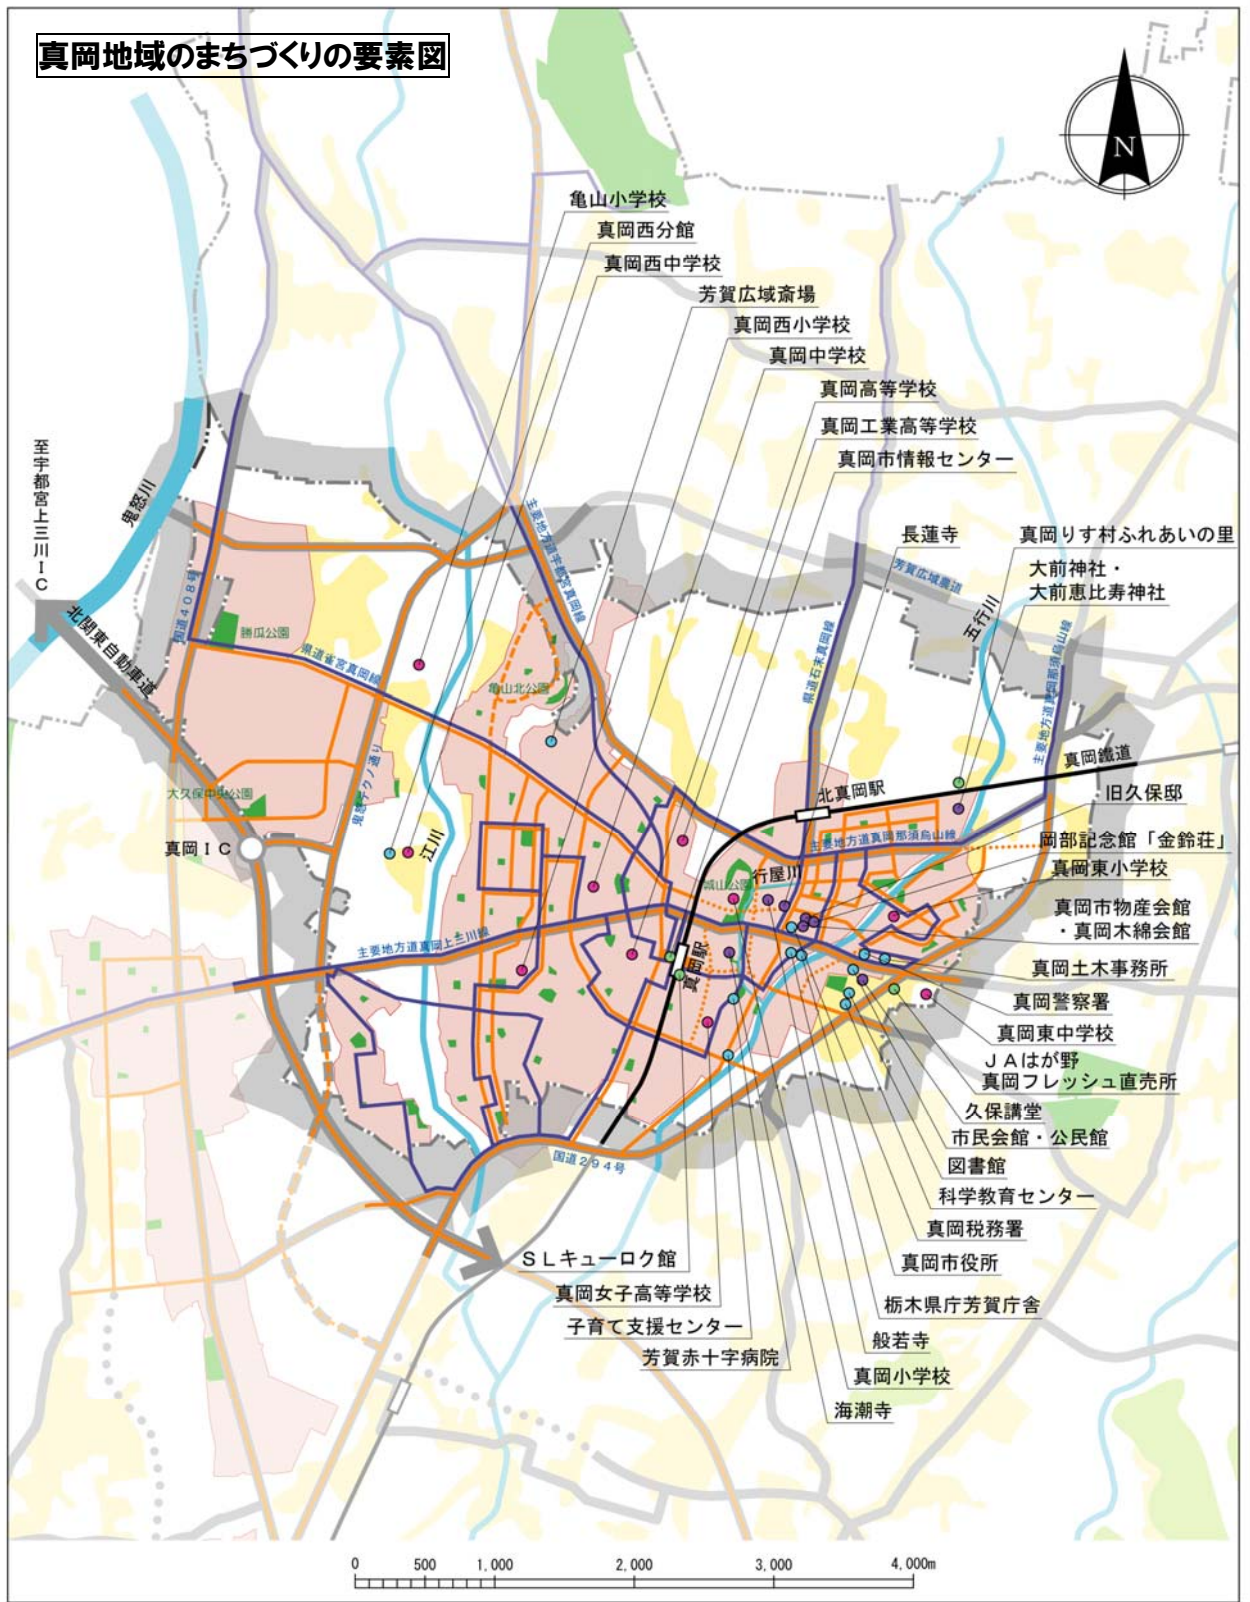 真岡地域のまちづくりの要素図
N
亀山小学校
真岡西分館
真岡西中学校
芳賀広域斎場
真岡西小学校
真岡中学校
真岡高等学校
真岡工業高等学校
真岡市情報センター
至宇都宮上三川IC
鬼怒川
主要地方道宇都宮真岡線
長蓮寺
真岡りす村ふれあいの里
大前神社・
大前恵比寿神社
芳賀広域農道
五行川
国道408号
北関東自動車道
勝瓜公園
県道雀宮真岡線
亀山北公園
県道石末真岡線
主要地方道真岡那須烏山線
真岡鐵道
大久保中央公園
鬼怒テクノ通り
北真岡駅
旧久保邸
真岡IC
江川
主要地方道真岡那須烏山線
岡部記念館「金鈴荘」
城山公園
行屋川
真岡東小学校
真岡市物産会館
・真岡木綿会館
主要地方道真岡上三川線
真岡駅
真岡土木事務所
真岡警察署
真岡東中学校
JAはが野
真岡フレッシュ直売所
久保講堂
市民会館・公民館
国道294号
図書館
科学教育センター
真岡税務署
SLキューロク館
真岡市役所
真岡女子高等学校
栃木県庁芳賀庁舎
子育て支援センター
般若寺
芳賀赤十字病院
真岡小学校
海潮寺
0 500 1,000 2,000 3,000 4,000m